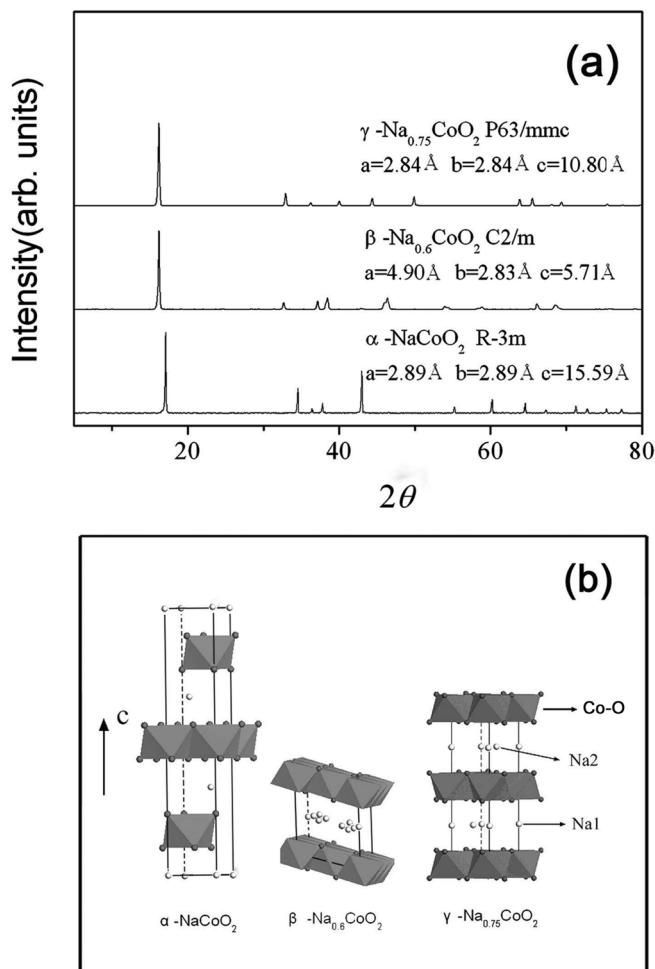 (a)
Intensity(arb. units)
γ -Na0.75CoO2 P63/mmc
a=2.84Å b=2.84Å c=10.80Å
β -Na0.6CoO2 C2/m
a=4.90Å b=2.83Å c=5.71Å
α -NaCoO2 R-3m
a=2.89Å b=2.89Å c=15.59Å
20 40 60 80
2θ
(b)
c
Co-O
Na2
Na1
α -NaCoO2 β -Na0.6CoO2 γ -Na0.75CoO2